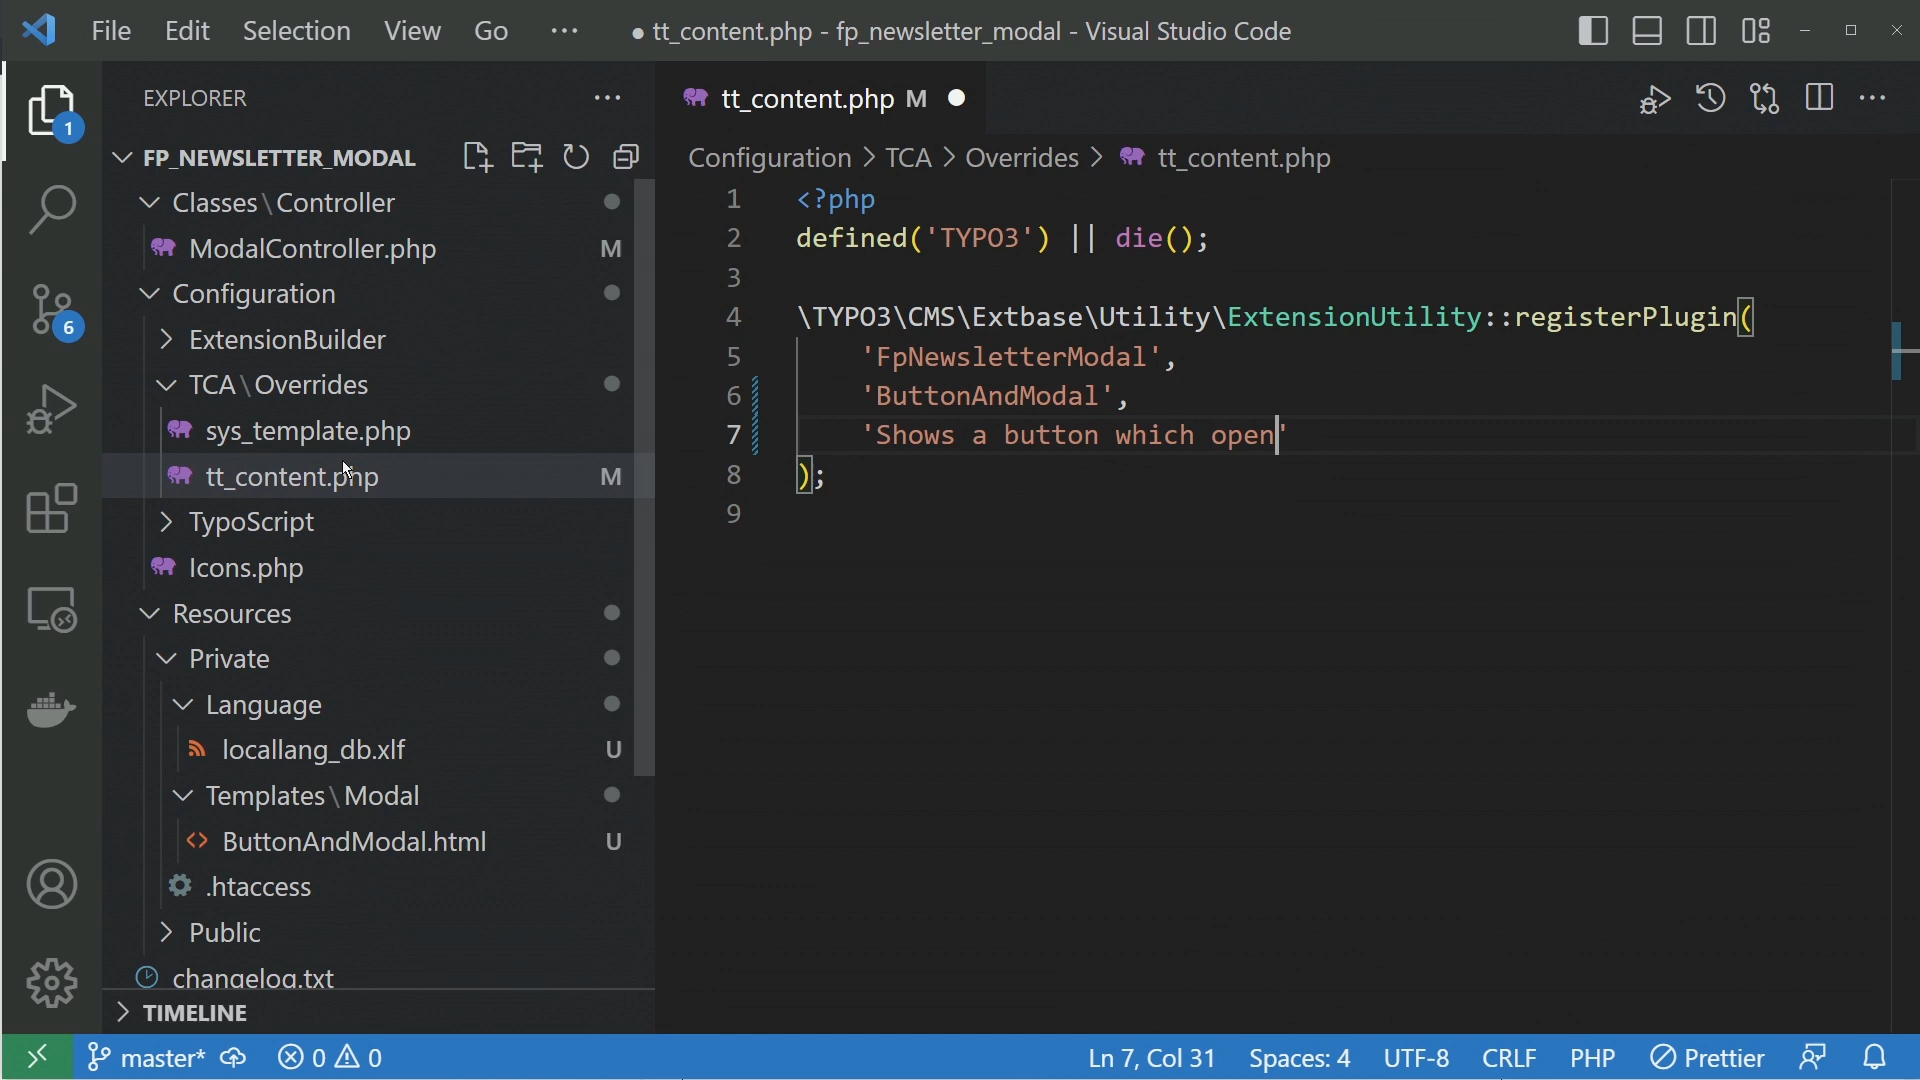 File Edit Selection View Go ··· ● tt_content.php - fp_newsletter_modal - Visual Studio Code
EXPLORER ···
tt_content.php M
1
FP_NEWSLETTER_MODAL
Configuration > TCA > Overrides > tt_content.php
Classes\Controller
ModalController.php M
Configuration
ExtensionBuilder
6
TCA\Overrides
sys_template.php
tt_content.php M
TypoScript
Icons.php
Resources
Private
Language
locallang_db.xlf U
Templates\Modal
ButtonAndModal.html U
.htaccess
Public
changelog.txt
TIMELINE
1 <?php
2 defined('TYPO3') || die();
3
4 \TYPO3\CMS\Extbase\Utility\ExtensionUtility::registerPlugin(
5 'FpNewsletterModal',
6 'ButtonAndModal',
7 'Shows a button which open'
8 );
9
master* 0 0 Ln 7, Col 31 Spaces: 4 UTF-8 CRLF PHP Prettier